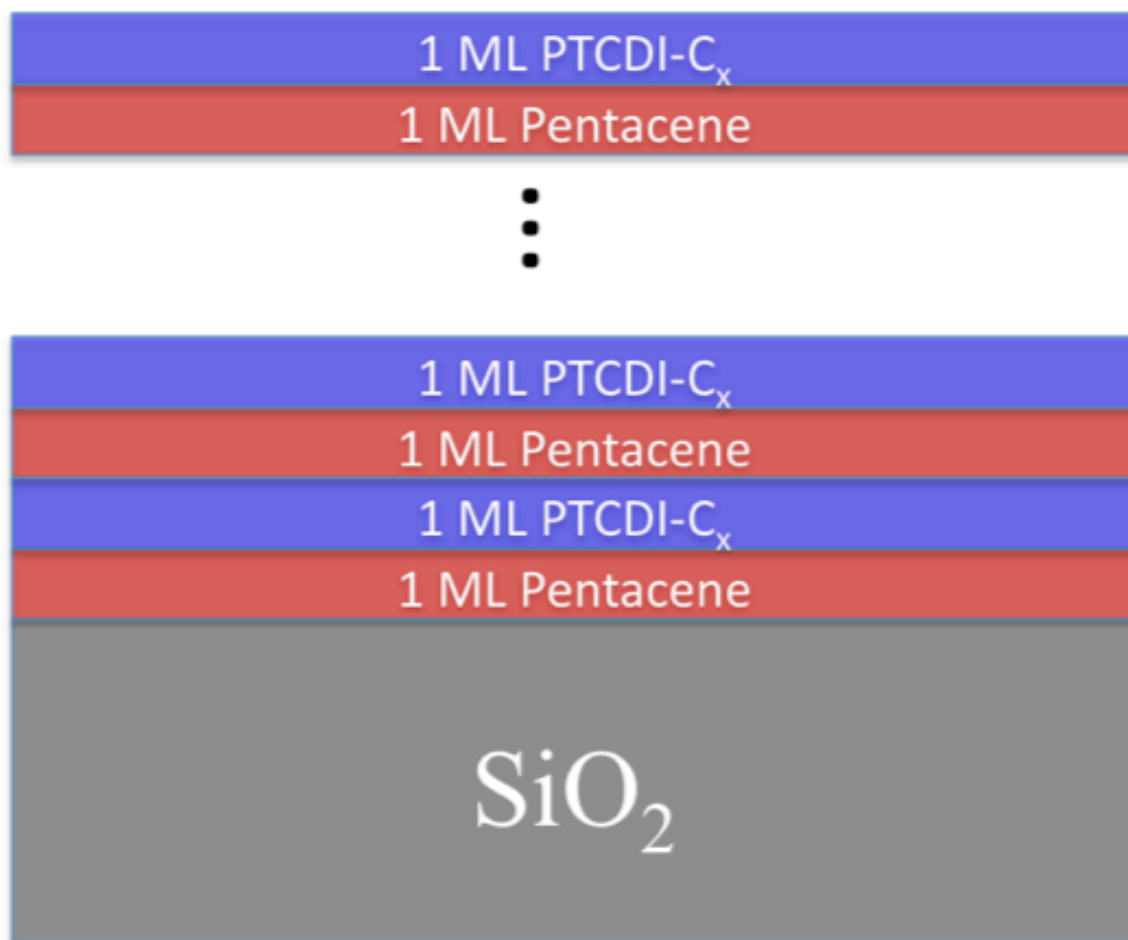 1 ML PTCDI-Cₓ
1 ML Pentacene
1 ML PTCDI-Cₓ
1 ML Pentacene
1 ML PTCDI-Cₓ
1 ML Pentacene
SiO₂